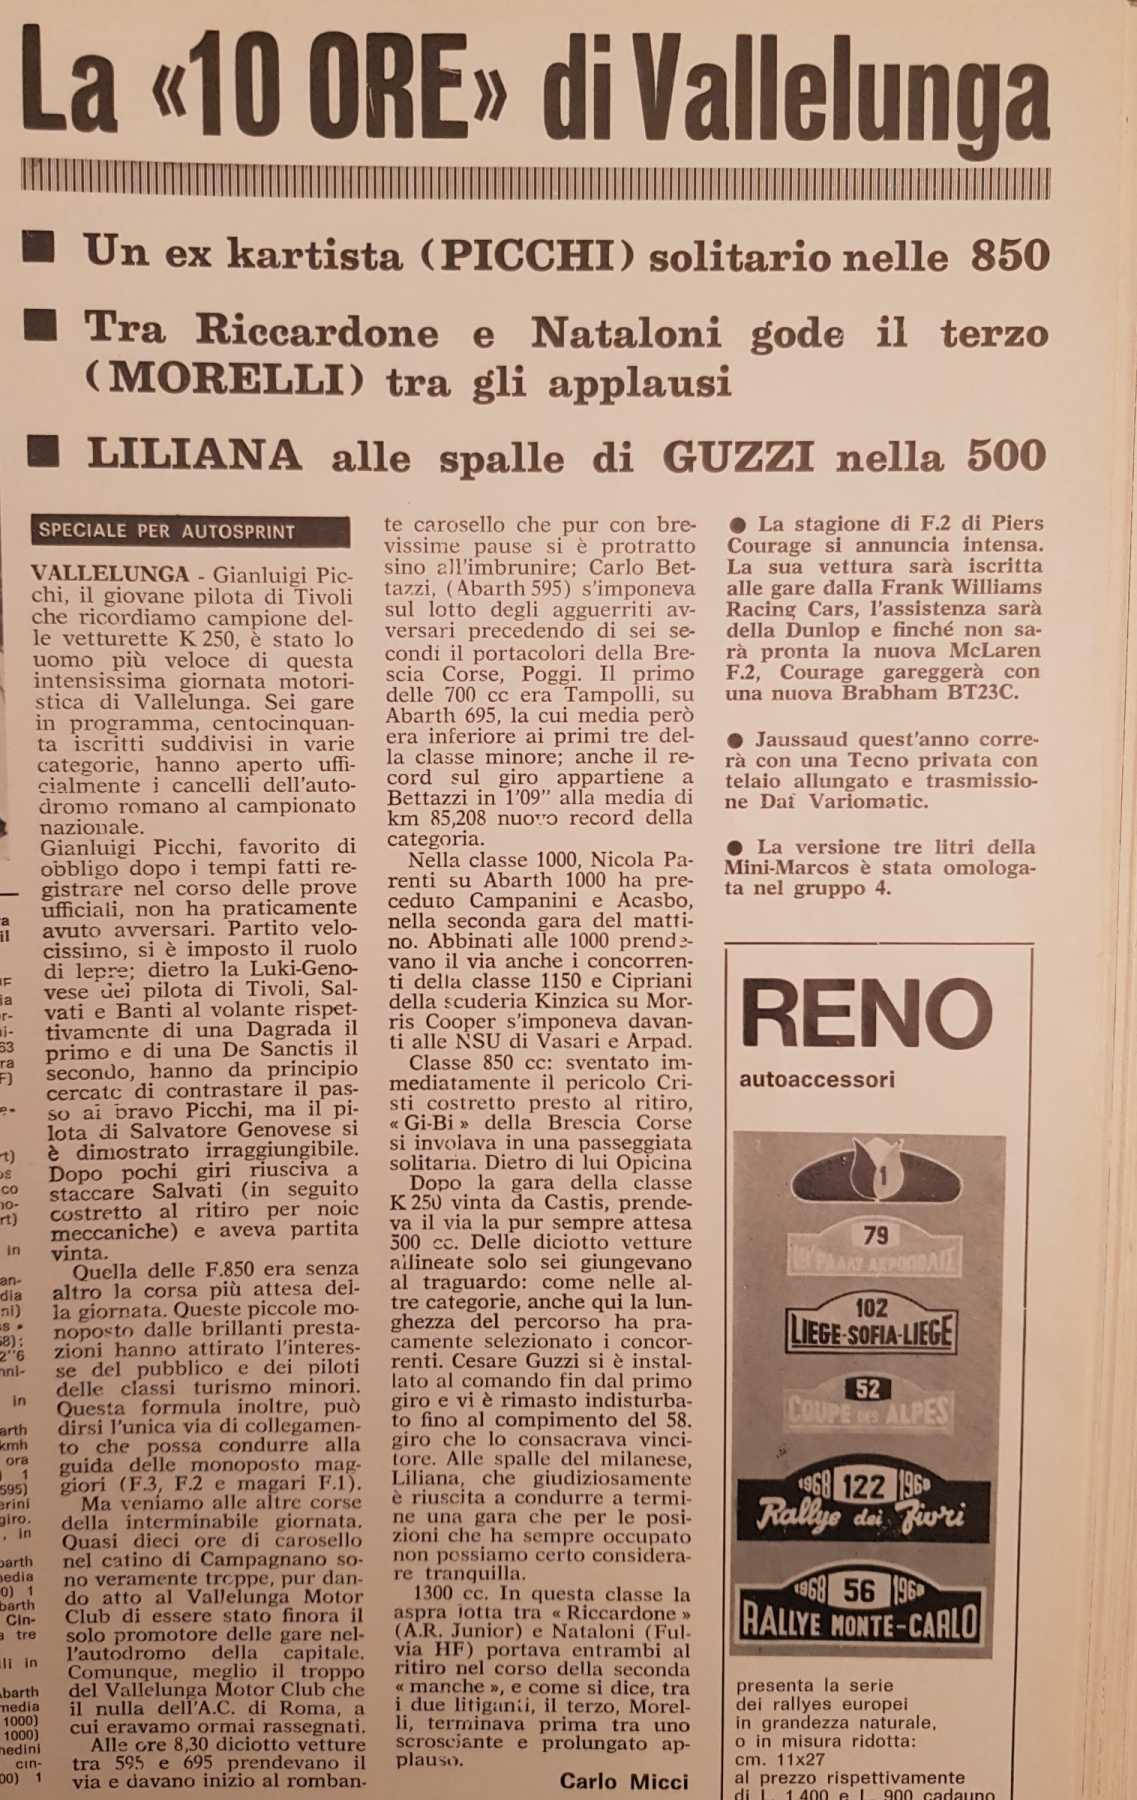 La «10 ORE» di Vallelunga
■ Un ex kartista (PICCHI) solitario nelle 850
■ Tra Riccardone e Nataloni gode il terzo
(MORELLI) tra gli applausi
■ LILIANA alle spalle di GUZZI nella 500
SPECIALE PER AUTOSPRINT
VALLELUNGA - Gianluigi Pic-
chi, il giovane pilota di Tivoli
che ricordiamo campione del-
le vetturette K 250, è stato lo
uomo più veloce di questa
intensissima giornata motori-
stica di Vallelunga. Sei gare
in programma, centocinquan-
ta iscritti suddivisi in varie
categorie, hanno aperto uffi-
cialmente i cancelli dell'auto-
dromo romano al campionato
nazionale.
Gianluigi Picchi, favorito di
obbligo dopo i tempi fatti re-
gistrare nel corso delle prove
ufficiali, non ha praticamente
avuto avversari. Partito velo-
cissimo, si è imposto il ruolo
di lepre; dietro la Luki-Geno-
vese dei pilota di Tivoli, Sal-
vati e Banti al volante rispet-
tivamente di una Dagrada il
primo e di una De Sanctis il
secondo, hanno da principio
cercato di contrastare il pas-
so al bravo Picchi, ma il pi-
lota di Salvatore Genovese si
è dimostrato irraggiungibile.
Dopo pochi giri riusciva a
staccare Salvati (in seguito
costretto al ritiro per noie
meccaniche) e aveva partita
vinta.
Quella delle F.850 era senza
altro la corsa più attesa del-
la giornata. Queste piccole mo-
noposto dalle brillanti presta-
zioni hanno attirato l'interes-
se del pubblico e dei piloti
delle classi turismo minori.
Questa formula inoltre, può
dirsi l'unica via di collegamen-
to che possa condurre alla
guida delle monoposto mag-
giori (F.3, F.2 e magari F.1).
Ma veniamo alle altre corse
della interminabile giornata.
Quasi dieci ore di carosello
nel catino di Campagnano so-
no veramente troppe, pur dan-
do atto al Vallelunga Motor
Club di essere stato finora il
solo promotore delle gare nel-
l'autodromo della capitale.
Comunque, meglio il troppo
del Vallelunga Motor Club che
il nulla dell'A.C. di Roma, a
cui eravamo ormai rassegnati.
Alle ore 8,30 diciotto vetture
tra 595 e 695 prendevano il
via e davano inizio al romban-
te carosello che pur con bre-
vissime pause si è protratto
sino all'imbrunire; Carlo Bet-
tazzi, (Abarth 595) s'imponeva
sul lotto degli agguerriti av-
versari precedendo di sei se-
condi il portacolori della Bre-
scia Corse, Poggi. Il primo
delle 700 cc era Tampolli, su
Abarth 695, la cui media però
era inferiore ai primi tre del-
la classe minore; anche il re-
cord sul giro appartiene a
Bettazzi in 1'09" alla media di
km 85,208 nuovo record della
categoria.
Nella classe 1000, Nicola Pa-
renti su Abarth 1000 ha pre-
ceduto Campanini e Acasbo,
nella seconda gara del matti-
no. Abbinati alle 1000 prende-
vano il via anche i concorren-
ti della classe 1150 e Cipriani
della scuderia Kinzica su Mor-
ris Cooper s'imponeva davan-
ti alle NSU di Vasari e Arpad.
Classe 850 cc: sventato im-
mediatamente il pericolo Cri-
sti costretto presto al ritiro,
« Gi-Bi » della Brescia Corse
si involava in una passeggiata
solitaria. Dietro di lui Opicina
Dopo la gara della classe
K 250 vinta da Castis, prende-
va il via la pur sempre attesa
500 cc. Delle diciotto vetture
allineate solo sei giungevano
al traguardo: come nelle al-
tre categorie, anche qui la lun-
ghezza del percorso ha pra-
camente selezionato i concor-
renti. Cesare Guzzi si è instal-
lato al comando fin dal primo
giro e vi è rimasto indisturba-
to fino al compimento del 58.
giro che lo consacrava vinci-
tore. Alle spalle del milanese,
Liliana, che giudiziosamente
è riuscita a condurre a termi-
ne una gara che per le posi-
zioni che ha sempre occupato
non possiamo certo considera-
re tranquilla.
1300 cc. In questa classe la
aspra lotta tra « Riccardone »
(A.R. Junior) e Nataloni (Ful-
via HF) portava entrambi al
ritiro nel corso della seconda
« manche », e come si dice, tra
i due litiganti, il terzo, Morel-
li, terminava prima tra uno
scrosciante e prolungato ap-
plauso.
Carlo Micci
● La stagione di F.2 di Piers
Courage si annuncia intensa.
La sua vettura sarà iscritta
alle gare dalla Frank Williams
Racing Cars, l'assistenza sarà
della Dunlop e finché non sa-
rà pronta la nuova McLaren
F.2, Courage gareggerà con
una nuova Brabham BT23C.
● Jaussaud quest'anno corre-
rà con una Tecno privata con
telaio allungato e trasmissio-
ne Daf Variomatic.
● La versione tre litri della
Mini-Marcos è stata omologa-
ta nel gruppo 4.
RENO
autoaccessori
1
79
102
LIEGE-SOFIA-LIEGE
52
COUPE DES ALPES
1968 122 1968
Rallye dei Fiori
1968 56 1968
RALLYE MONTE-CARLO
presenta la serie
dei rallyes europei
in grandezza naturale,
o in misura ridotta:
cm. 11x27
al prezzo rispettivamente
di L. 1.400 e L. 900 cadauno